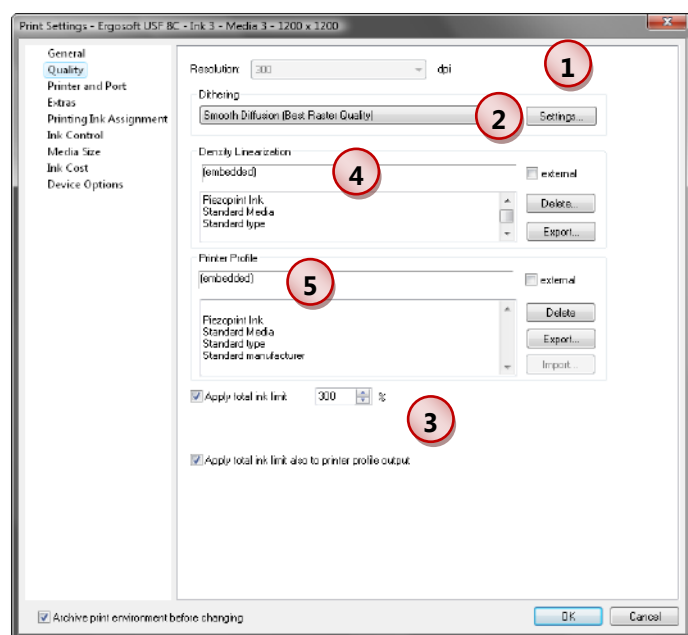 Print Settings - Ergosoft USF 8C - Ink 3 - Media 3 - 1200 x 1200
General
Quality
Printer and Port
Extras
Printing Ink Assignment
Ink Control
Media Size
Ink Cost
Device Options
Resolution: 300 dpi
1
Dithering
Smooth Diffusion (Best Raster Quality)
2
Settings...
Density Linearization
(embedded)
4
external
Piezoprint Ink
Standard Media
Standard type
Delete...
Export...
Printer Profile
(embedded)
5
external
Piezoprint Ink
Standard Media
Standard type
Standard manufacturer
Delete
Export...
Import...
Apply total ink limit 300 %
3
Apply total ink limit also to printer profile output
Archive print environment before changing
OK
Cancel